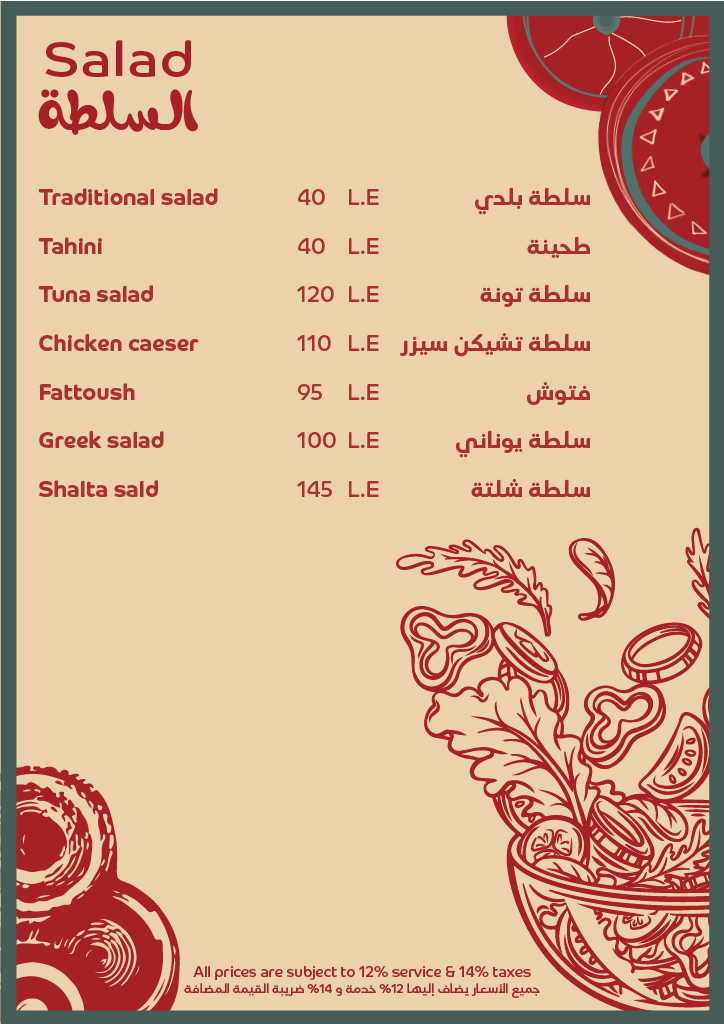 Salad
السلطة
Traditional salad 40 L.E سلطة بلدي
Tahini 40 L.E طحينة
Tuna salad 120 L.E سلطة تونة
Chicken caeser 110 L.E سلطة تشيكن سيزر
Fattoush 95 L.E فتوش
Greek salad 100 L.E سلطة يوناني
Shalta sald 145 L.E سلطة شلتة
All prices are subject to 12% service & 14% taxes
جميع الأسعار يضاف إليها 12% خدمة و 14% ضريبة القيمة المضافة